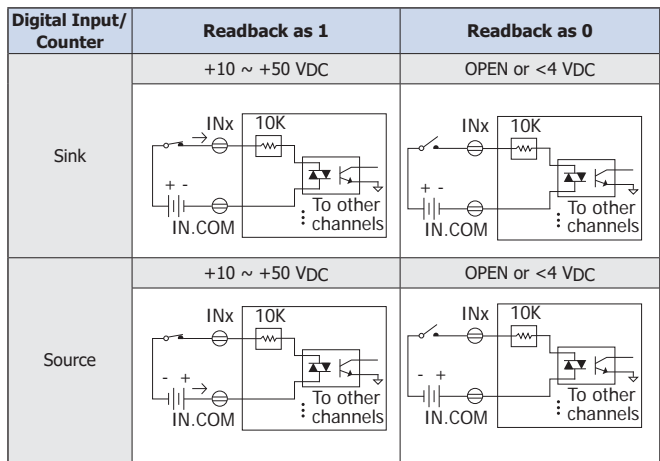 Digital Input/
Counter
Readback as 1
Readback as 0
Sink
+10 ~ +50 VDC
OPEN or <4 VDC
INx
10K
+ -
IN.COM
To other
channels
INx
10K
+ -
IN.COM
To other
channels
Source
+10 ~ +50 VDC
OPEN or <4 VDC
INx
10K
- +
IN.COM
To other
channels
INx
10K
- +
IN.COM
To other
channels